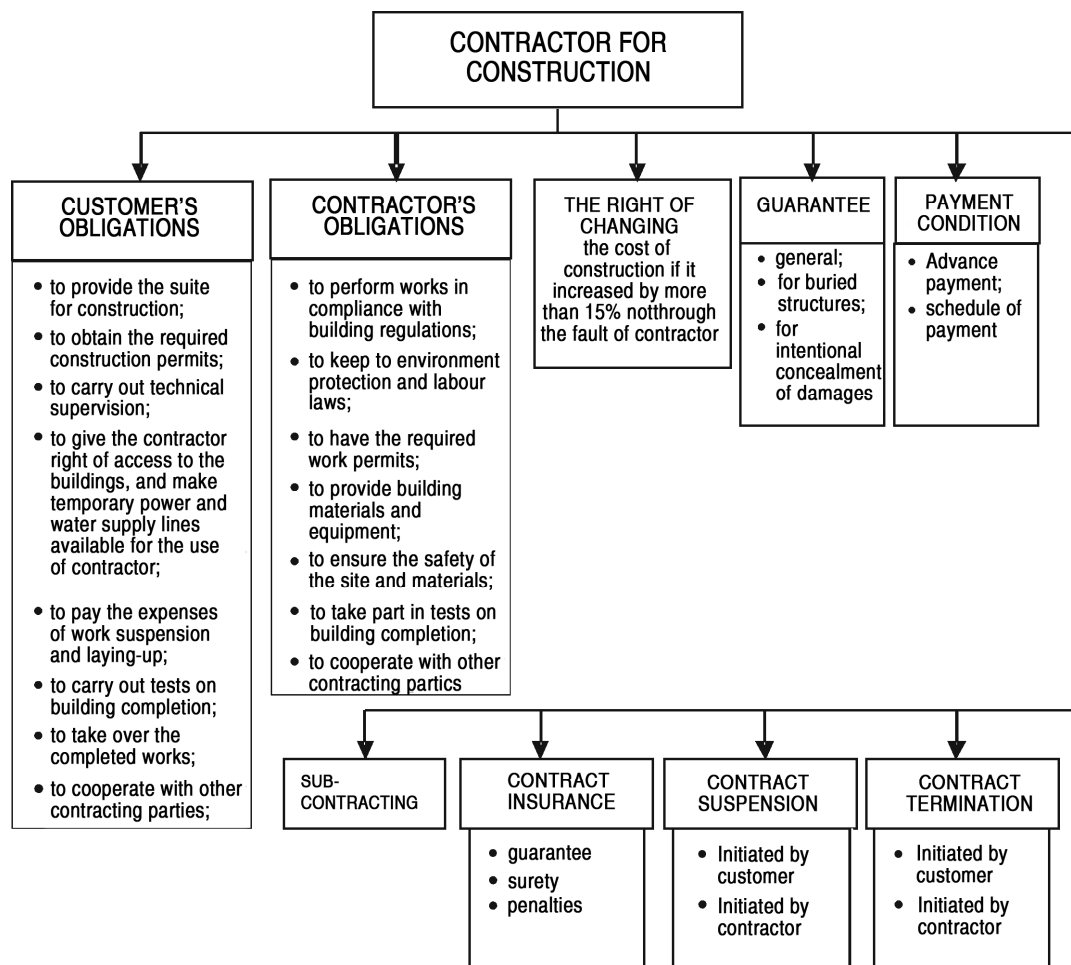 CONTRACTOR FOR
CONSTRUCTION
CUSTOMER'S
OBLIGATIONS
• to provide the suite
for construction;
• to obtain the required
construction permits;
• to carry out technical
supervision;
• to give the contractor
right of access to the
buildings, and make
temporary power and
water supply lines
available for the use
of contractor;
• to pay the expenses
of work suspension
and laying-up;
• to carry out tests on
building completion;
• to take over the
completed works;
• to cooperate with other
contracting parties;
CONTRACTOR'S
OBLIGATIONS
• to perform works in
compliance with
building regulations;
• to keep to environment
protection and labour
laws;
• to have the required
work permits;
• to provide building
materials and
equipment;
• to ensure the safety of
the site and materials;
• to take part in tests on
building completion;
• to cooperate with other
contracting partics
THE RIGHT OF
CHANGING
the cost of
construction if it
increased by more
than 15% notthrough
the fault of contractor
GUARANTEE
• general;
• for buried
structures;
• for
intentional
concealment
of damages
PAYMENT
CONDITION
• Advance
payment;
• schedule of
payment
SUB-
CONTRACTING
CONTRACT
INSURANCE
• guarantee
• surety
• penalties
CONTRACT
SUSPENSION
• Initiated by
customer
• Initiated by
contractor
CONTRACT
TERMINATION
• Initiated by
customer
• Initiated by
contractor